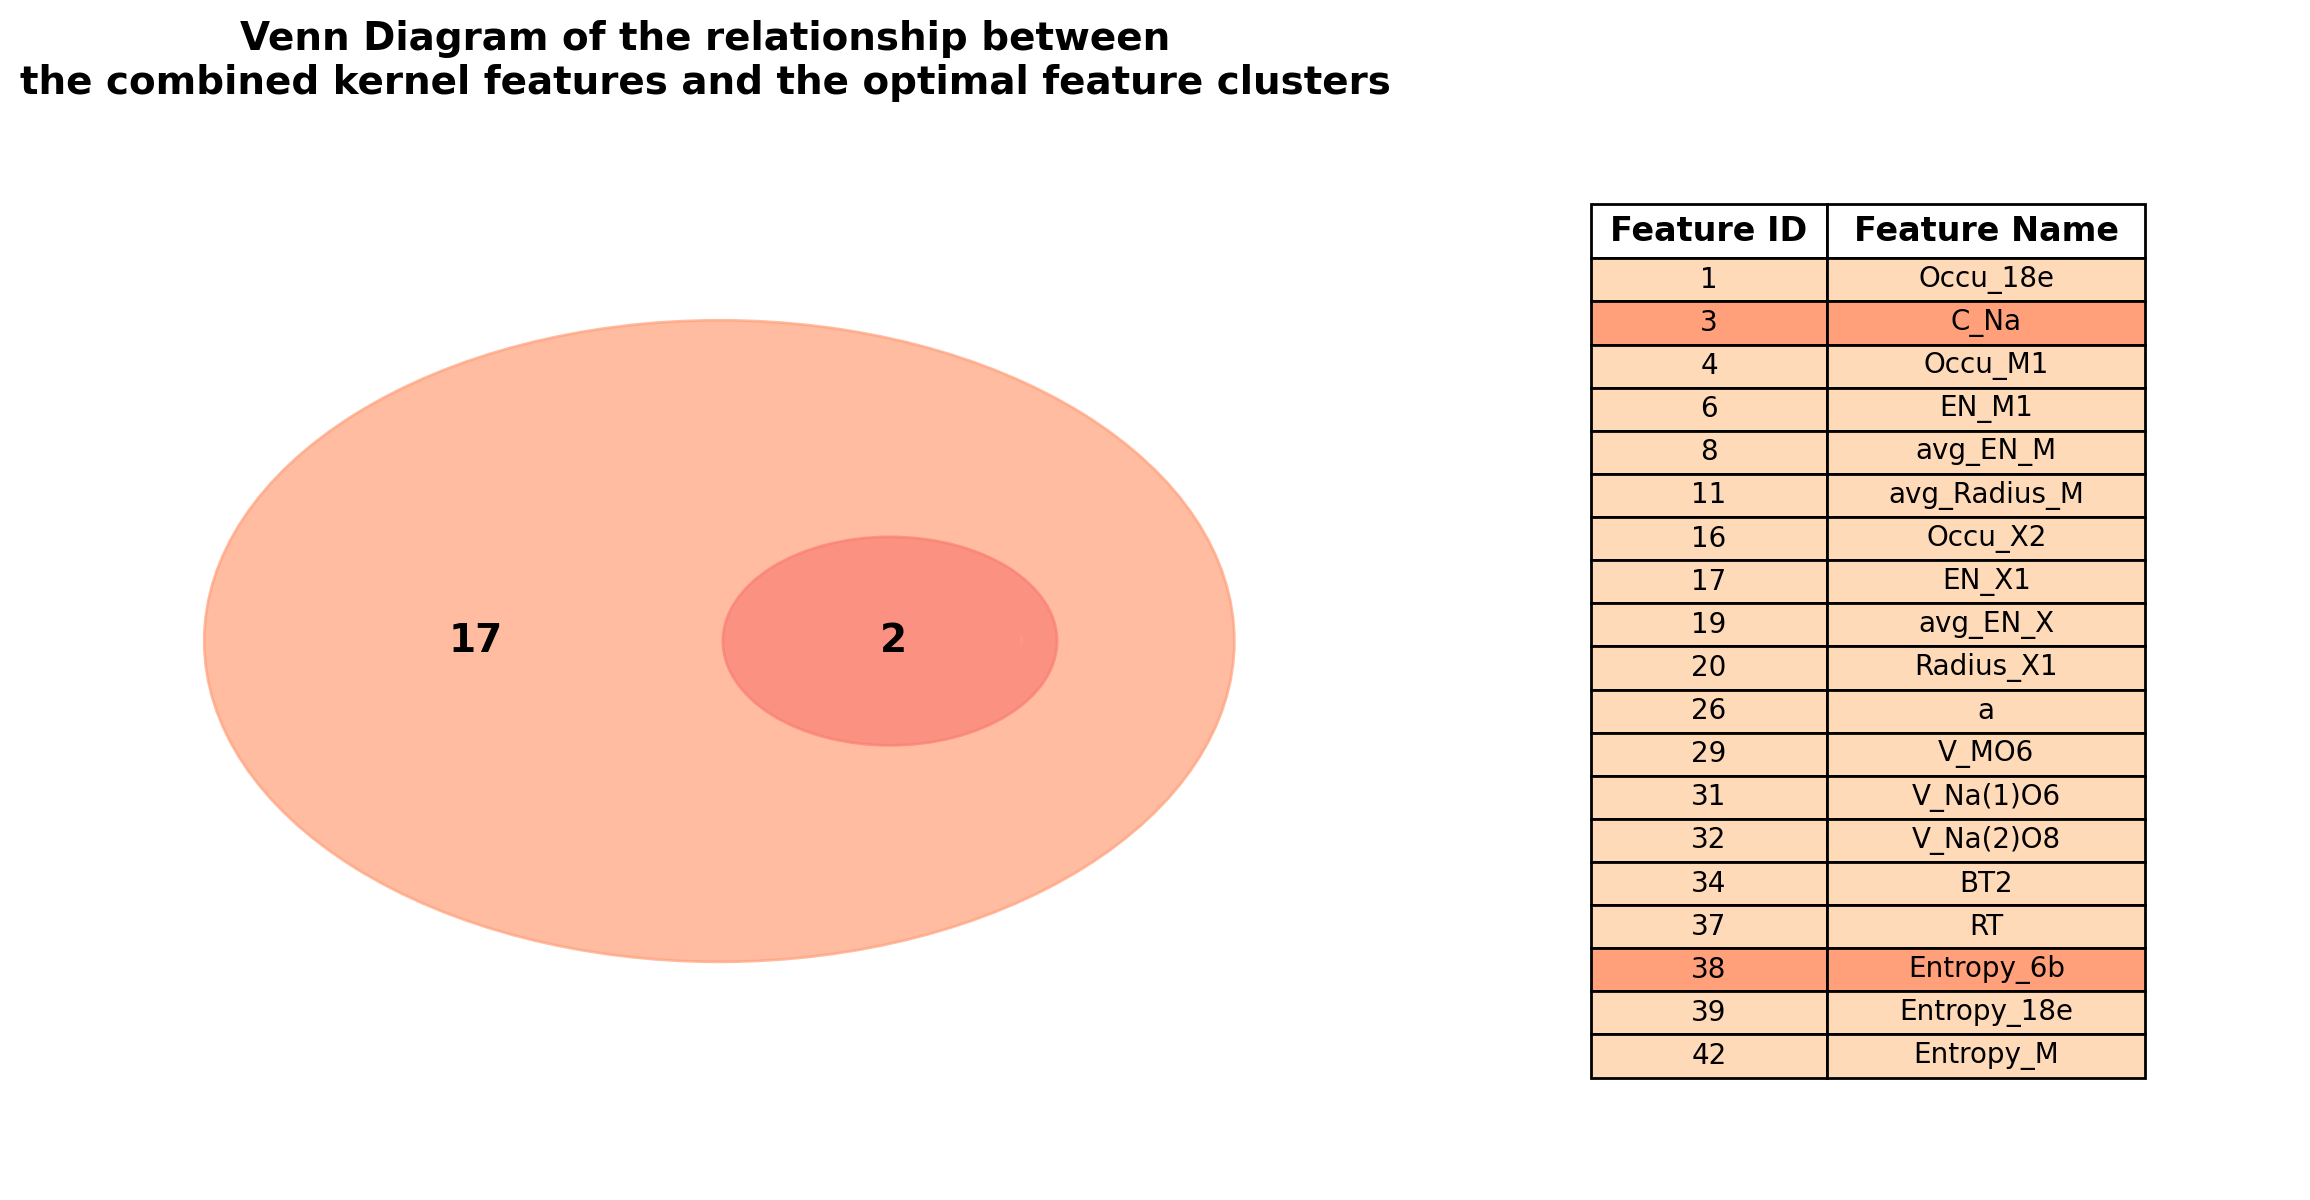 Venn Diagram of the relationship between
the combined kernel features and the optimal feature clusters
17
2
Feature ID Feature Name
1 Occu_18e
3 C_Na
4 Occu_M1
6 EN_M1
8 avg_EN_M
11 avg_Radius_M
16 Occu_X2
17 EN_X1
19 avg_EN_X
20 Radius_X1
26 a
29 V_MO6
31 V_Na(1)O6
32 V_Na(2)O8
34 BT2
37 RT
38 Entropy_6b
39 Entropy_18e
42 Entropy_M